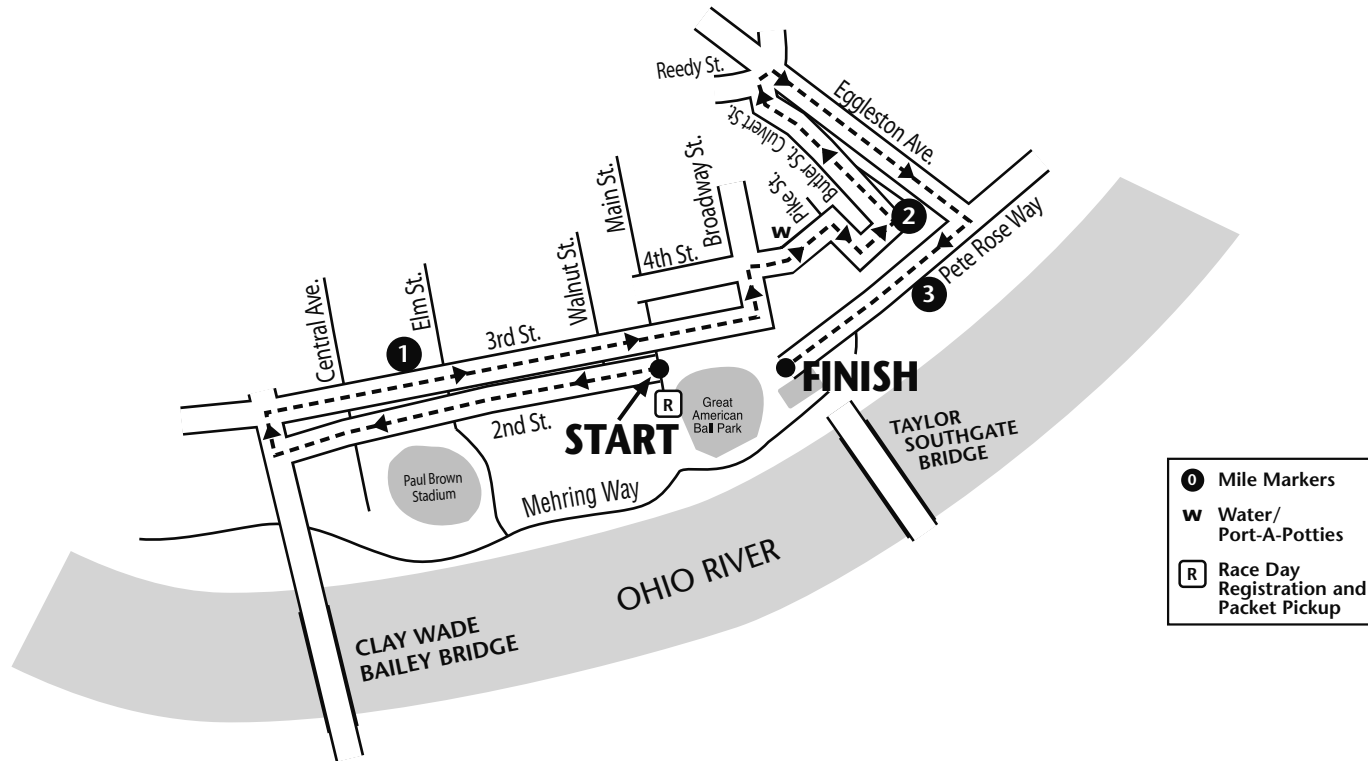 Reedy St.
Eggleston Ave.
Culvert St.
Butler St.
Pike St.
Broadway St.
Main St.
4th St.
Walnut St.
Elm St.
Central Ave.
3rd St.
2nd St.
W
1
2
3
Pete Rose Way
START
FINISH
R
Great
American
Ball Park
Paul Brown
Stadium
Mehring Way
TAYLOR
SOUTHGATE
BRIDGE
OHIO RIVER
CLAY WADE
BAILEY BRIDGE
0 Mile Markers
W Water/
Port-A-Potties
R Race Day
Registration and
Packet Pickup